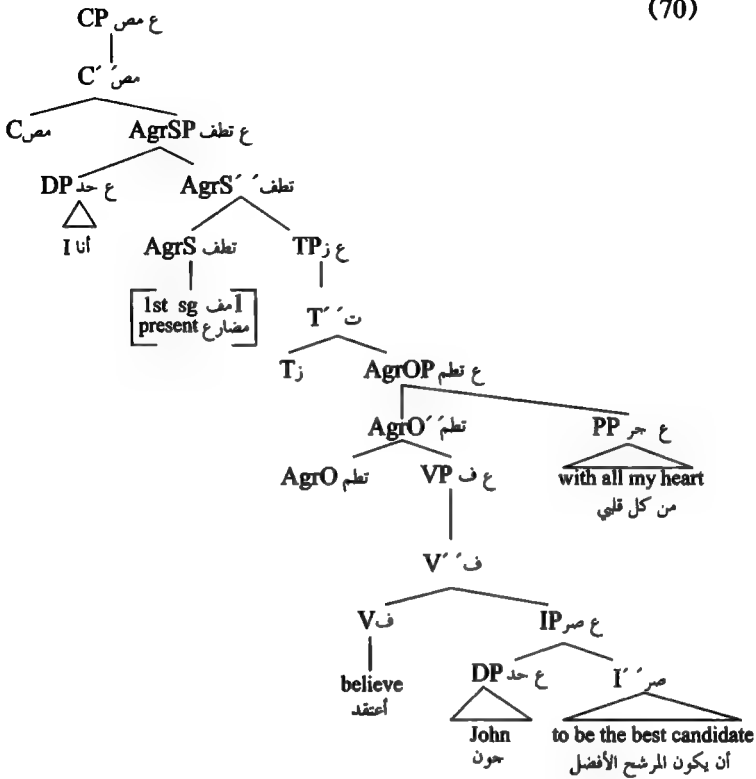 (70)
CP ع مص
C´´ مص
C مص AgrSP ع تطف
DP ع حد AgrS´´ تطف
I أنا AgrS تطف TP ع ز
1st sg 1مف
present مضارع
T´´ ت
T ز AgrOP ع تطم
AgrO´´ تطم PP ع جر
AgrO تطم VP ع ف with all my heart
من كل قلبي
V´´ ف
V ف IP ع صر
believe DP ع حد I´´ صر
أعتقد
John to be the best candidate
جون أن يكون المرشح الأفضل